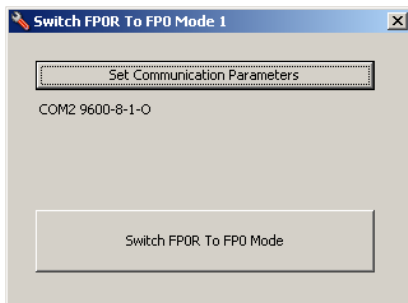 Switch FP0R To FP0 Mode 1
Set Communication Parameters
COM2 9600-8-1-O
Switch FP0R To FP0 Mode